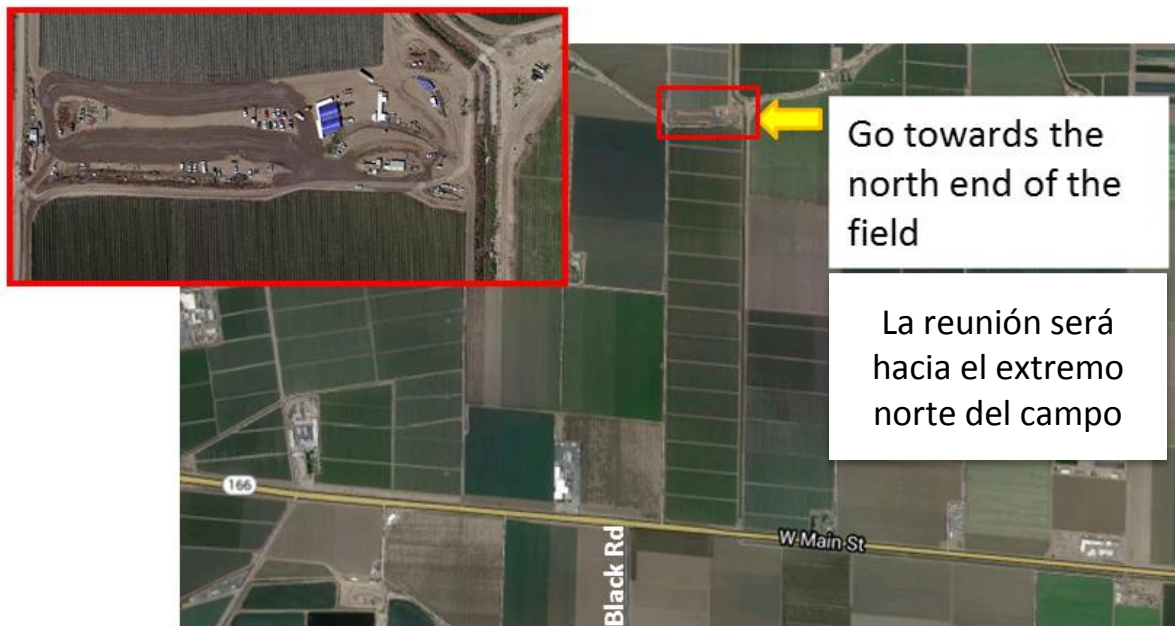 Go towards the
north end of the
field
La reunión será
hacia el extremo
norte del campo
166
W Main St
Black Rd